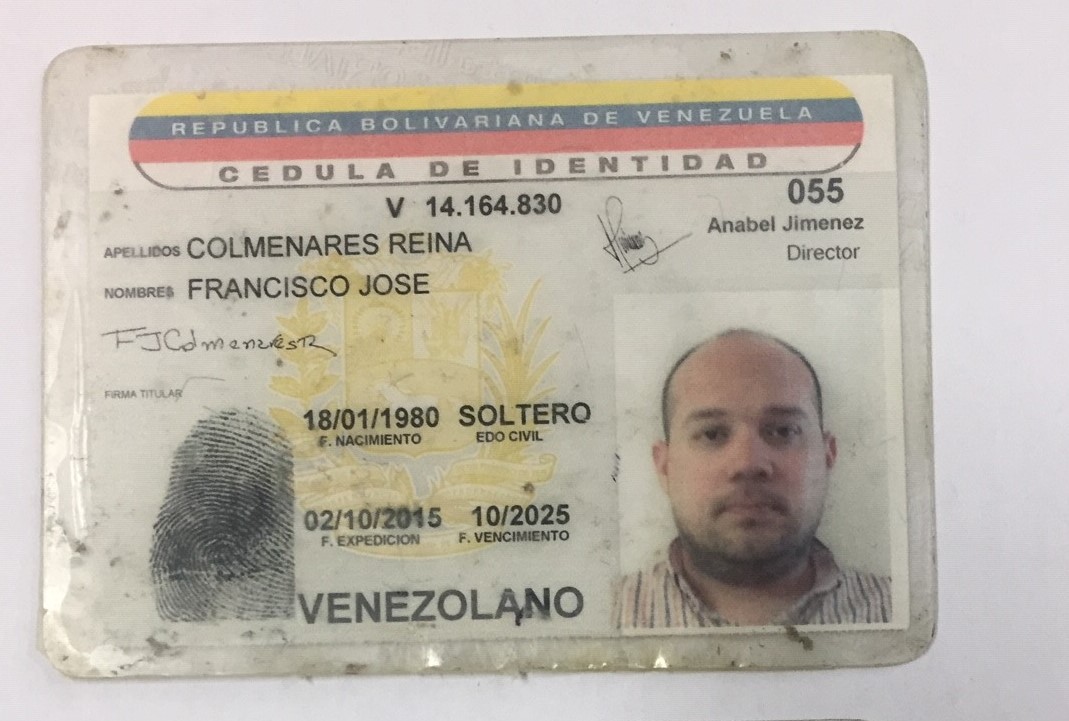 REPUBLICA BOLIVARIANA DE VENEZUELA
CEDULA DE IDENTIDAD
V 14.164.830
055
Anabel Jimenez
Director
APELLIDOS COLMENARES REINA
NOMBRES FRANCISCO JOSE
FJColmenaresR
FIRMA TITULAR
18/01/1980 SOLTERO
F. NACIMIENTO EDO CIVIL
02/10/2015 10/2025
F. EXPEDICION F. VENCIMIENTO
VENEZOLANO